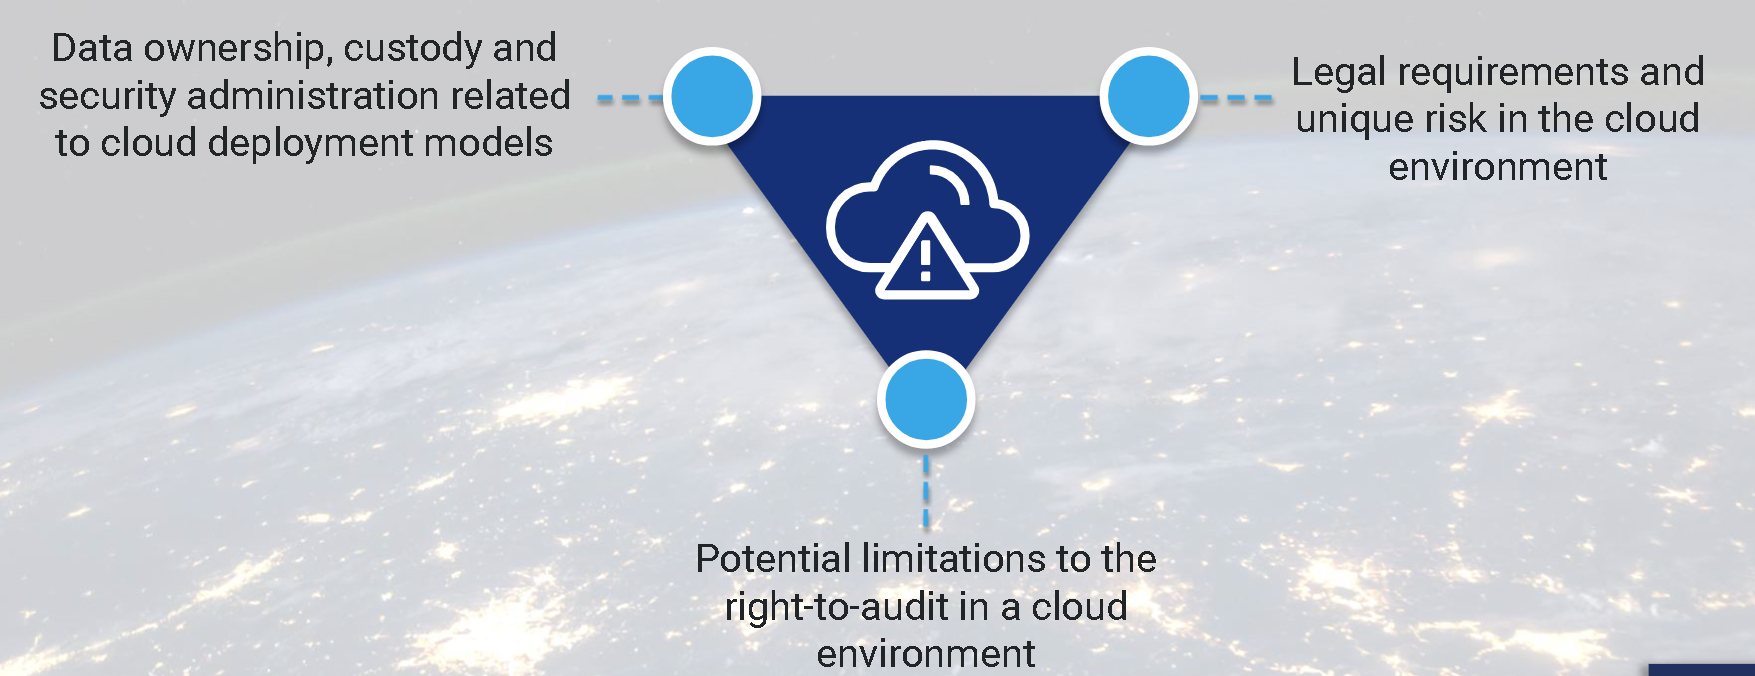 Data ownership, custody and
security administration related
to cloud deployment models
Legal requirements and
unique risk in the cloud
environment
Potential limitations to the
right-to-audit in a cloud
environment